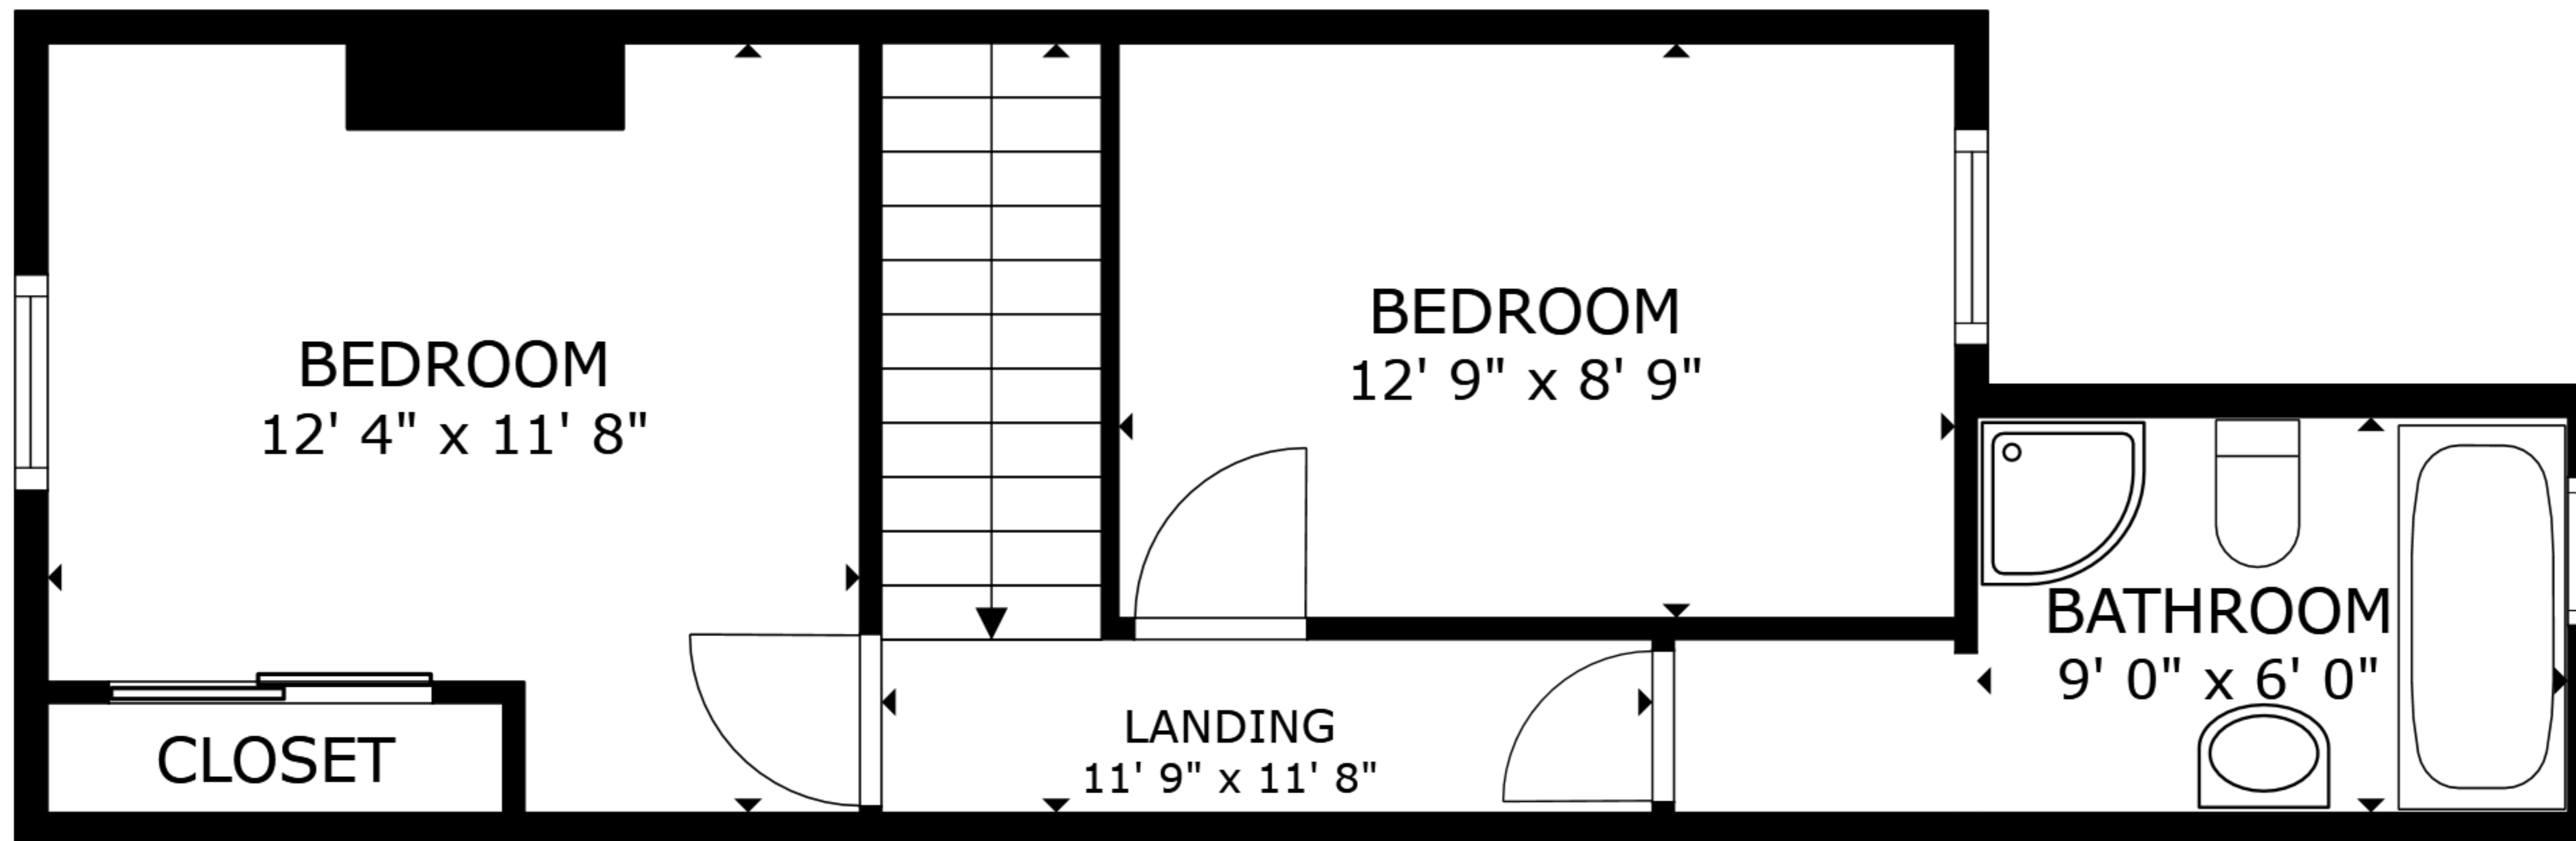 BEDROOM
12' 4" x 11' 8"
CLOSET
BEDROOM
12' 9" x 8' 9"
LANDING
11' 9" x 11' 8"
BATHROOM
9' 0" x 6' 0"